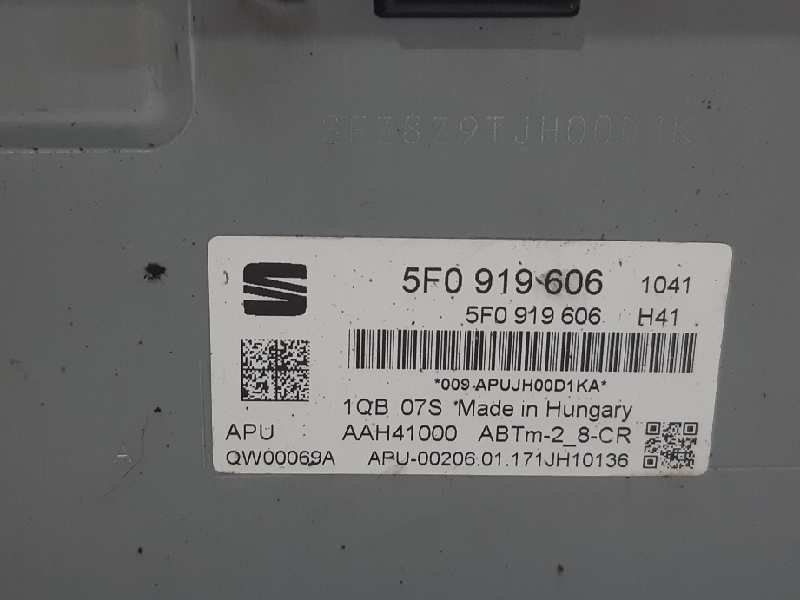 5F0 919 606 1041
5F0 919 606 H41
*009-APUJH00D1KA*
1QB 07S Made in Hungary
APU AAH41000 ABTm-2_8-CR
QW00069A APU-00206.01.171JH10136